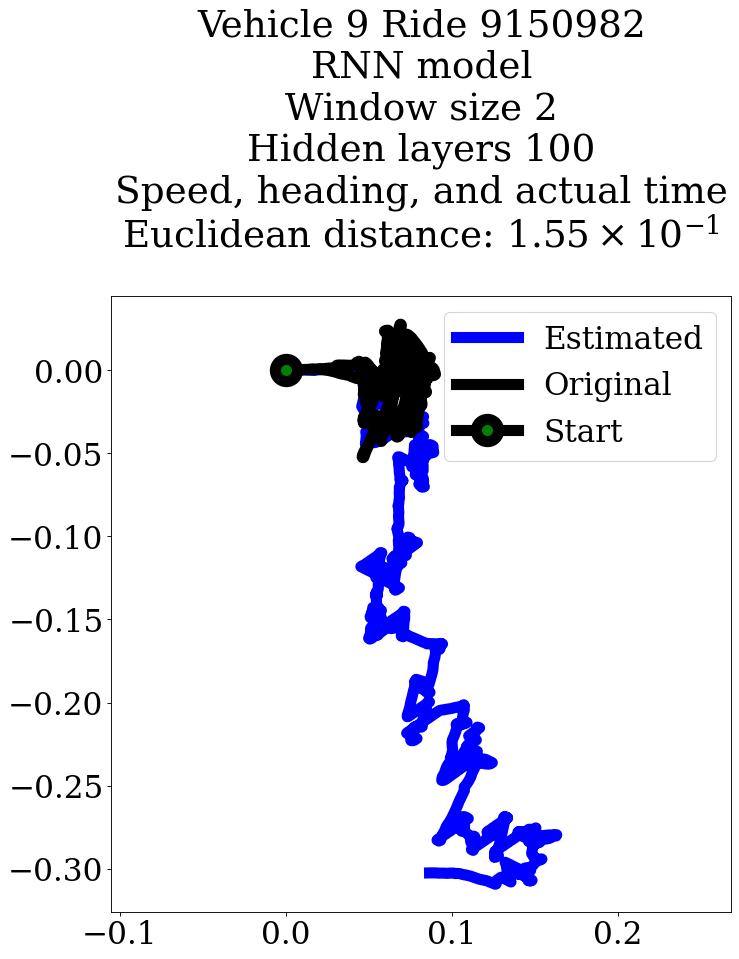 Vehicle 9 Ride 9150982
RNN model
Window size 2
Hidden layers 100
Speed, heading, and actual time
Euclidean distance: 1.55 × 10⁻¹
Estimated
Original
Start
0.00
−0.05
−0.10
−0.15
−0.20
−0.25
−0.30
−0.1 0.0 0.1 0.2